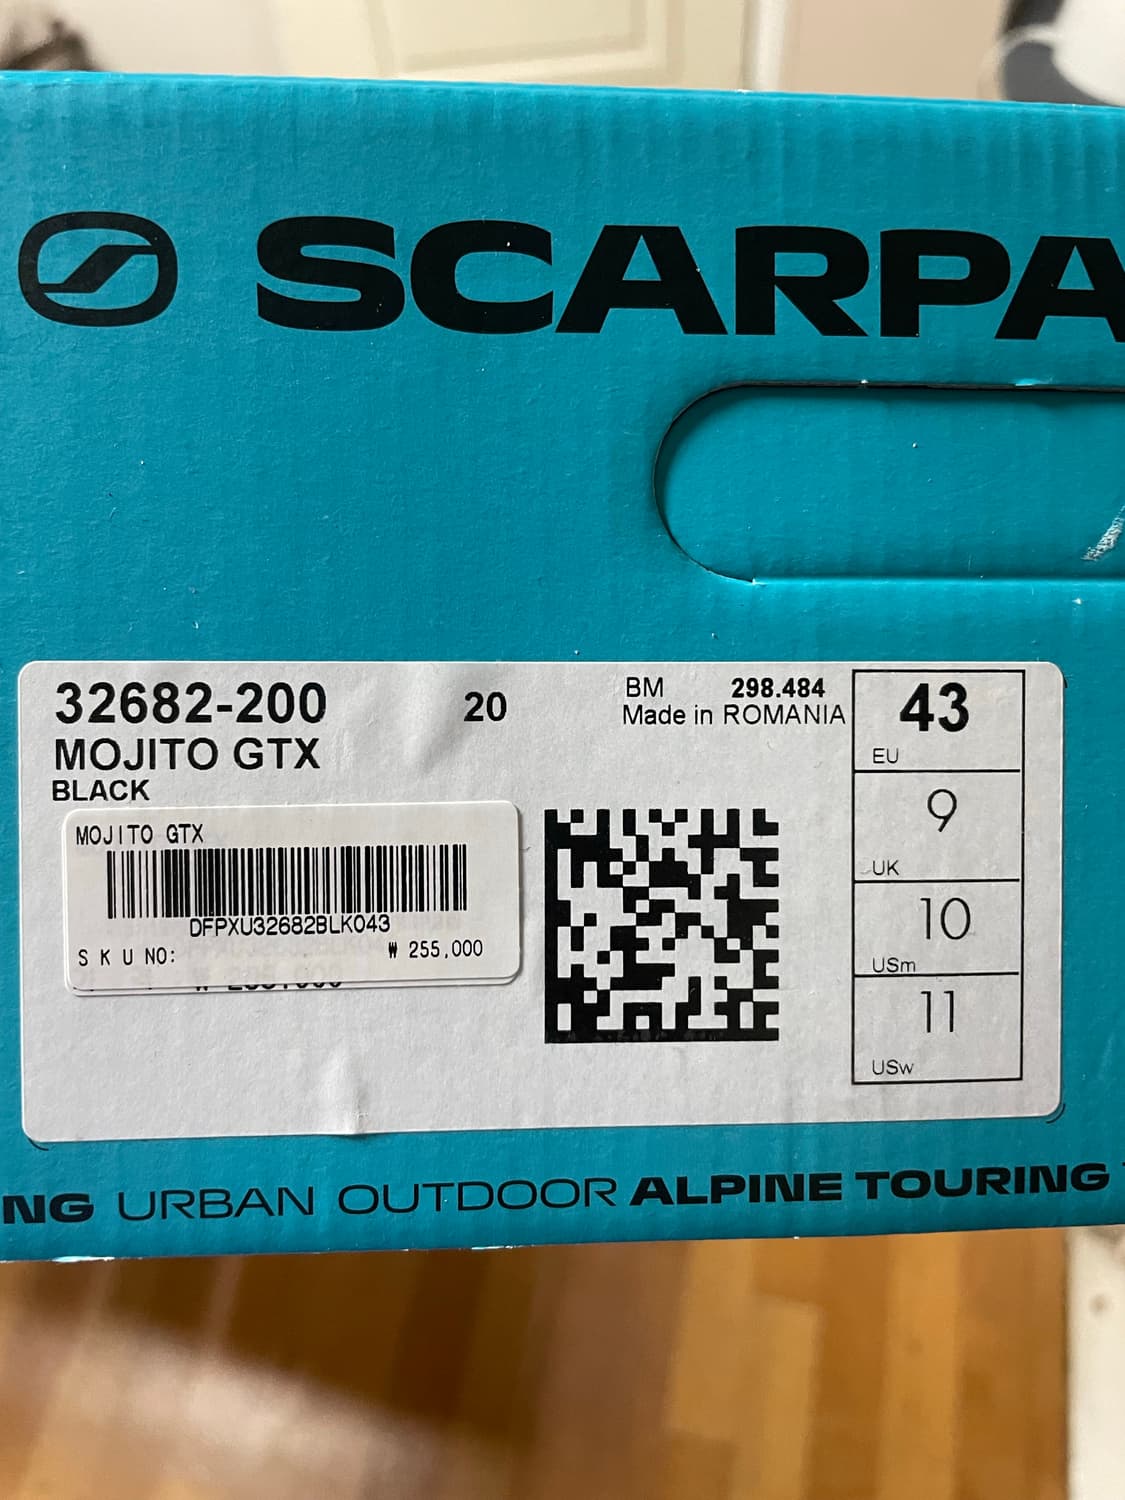 SCARPA
32682-200 20 BM 298.484
Made in ROMANIA
MOJITO GTX
BLACK
43
EU
9
UK
10
USm
11
USw
MOJITO GTX
DFPXU32682BLK043
S K U NO: ₩ 255,000
NG URBAN OUTDOOR ALPINE TOURING